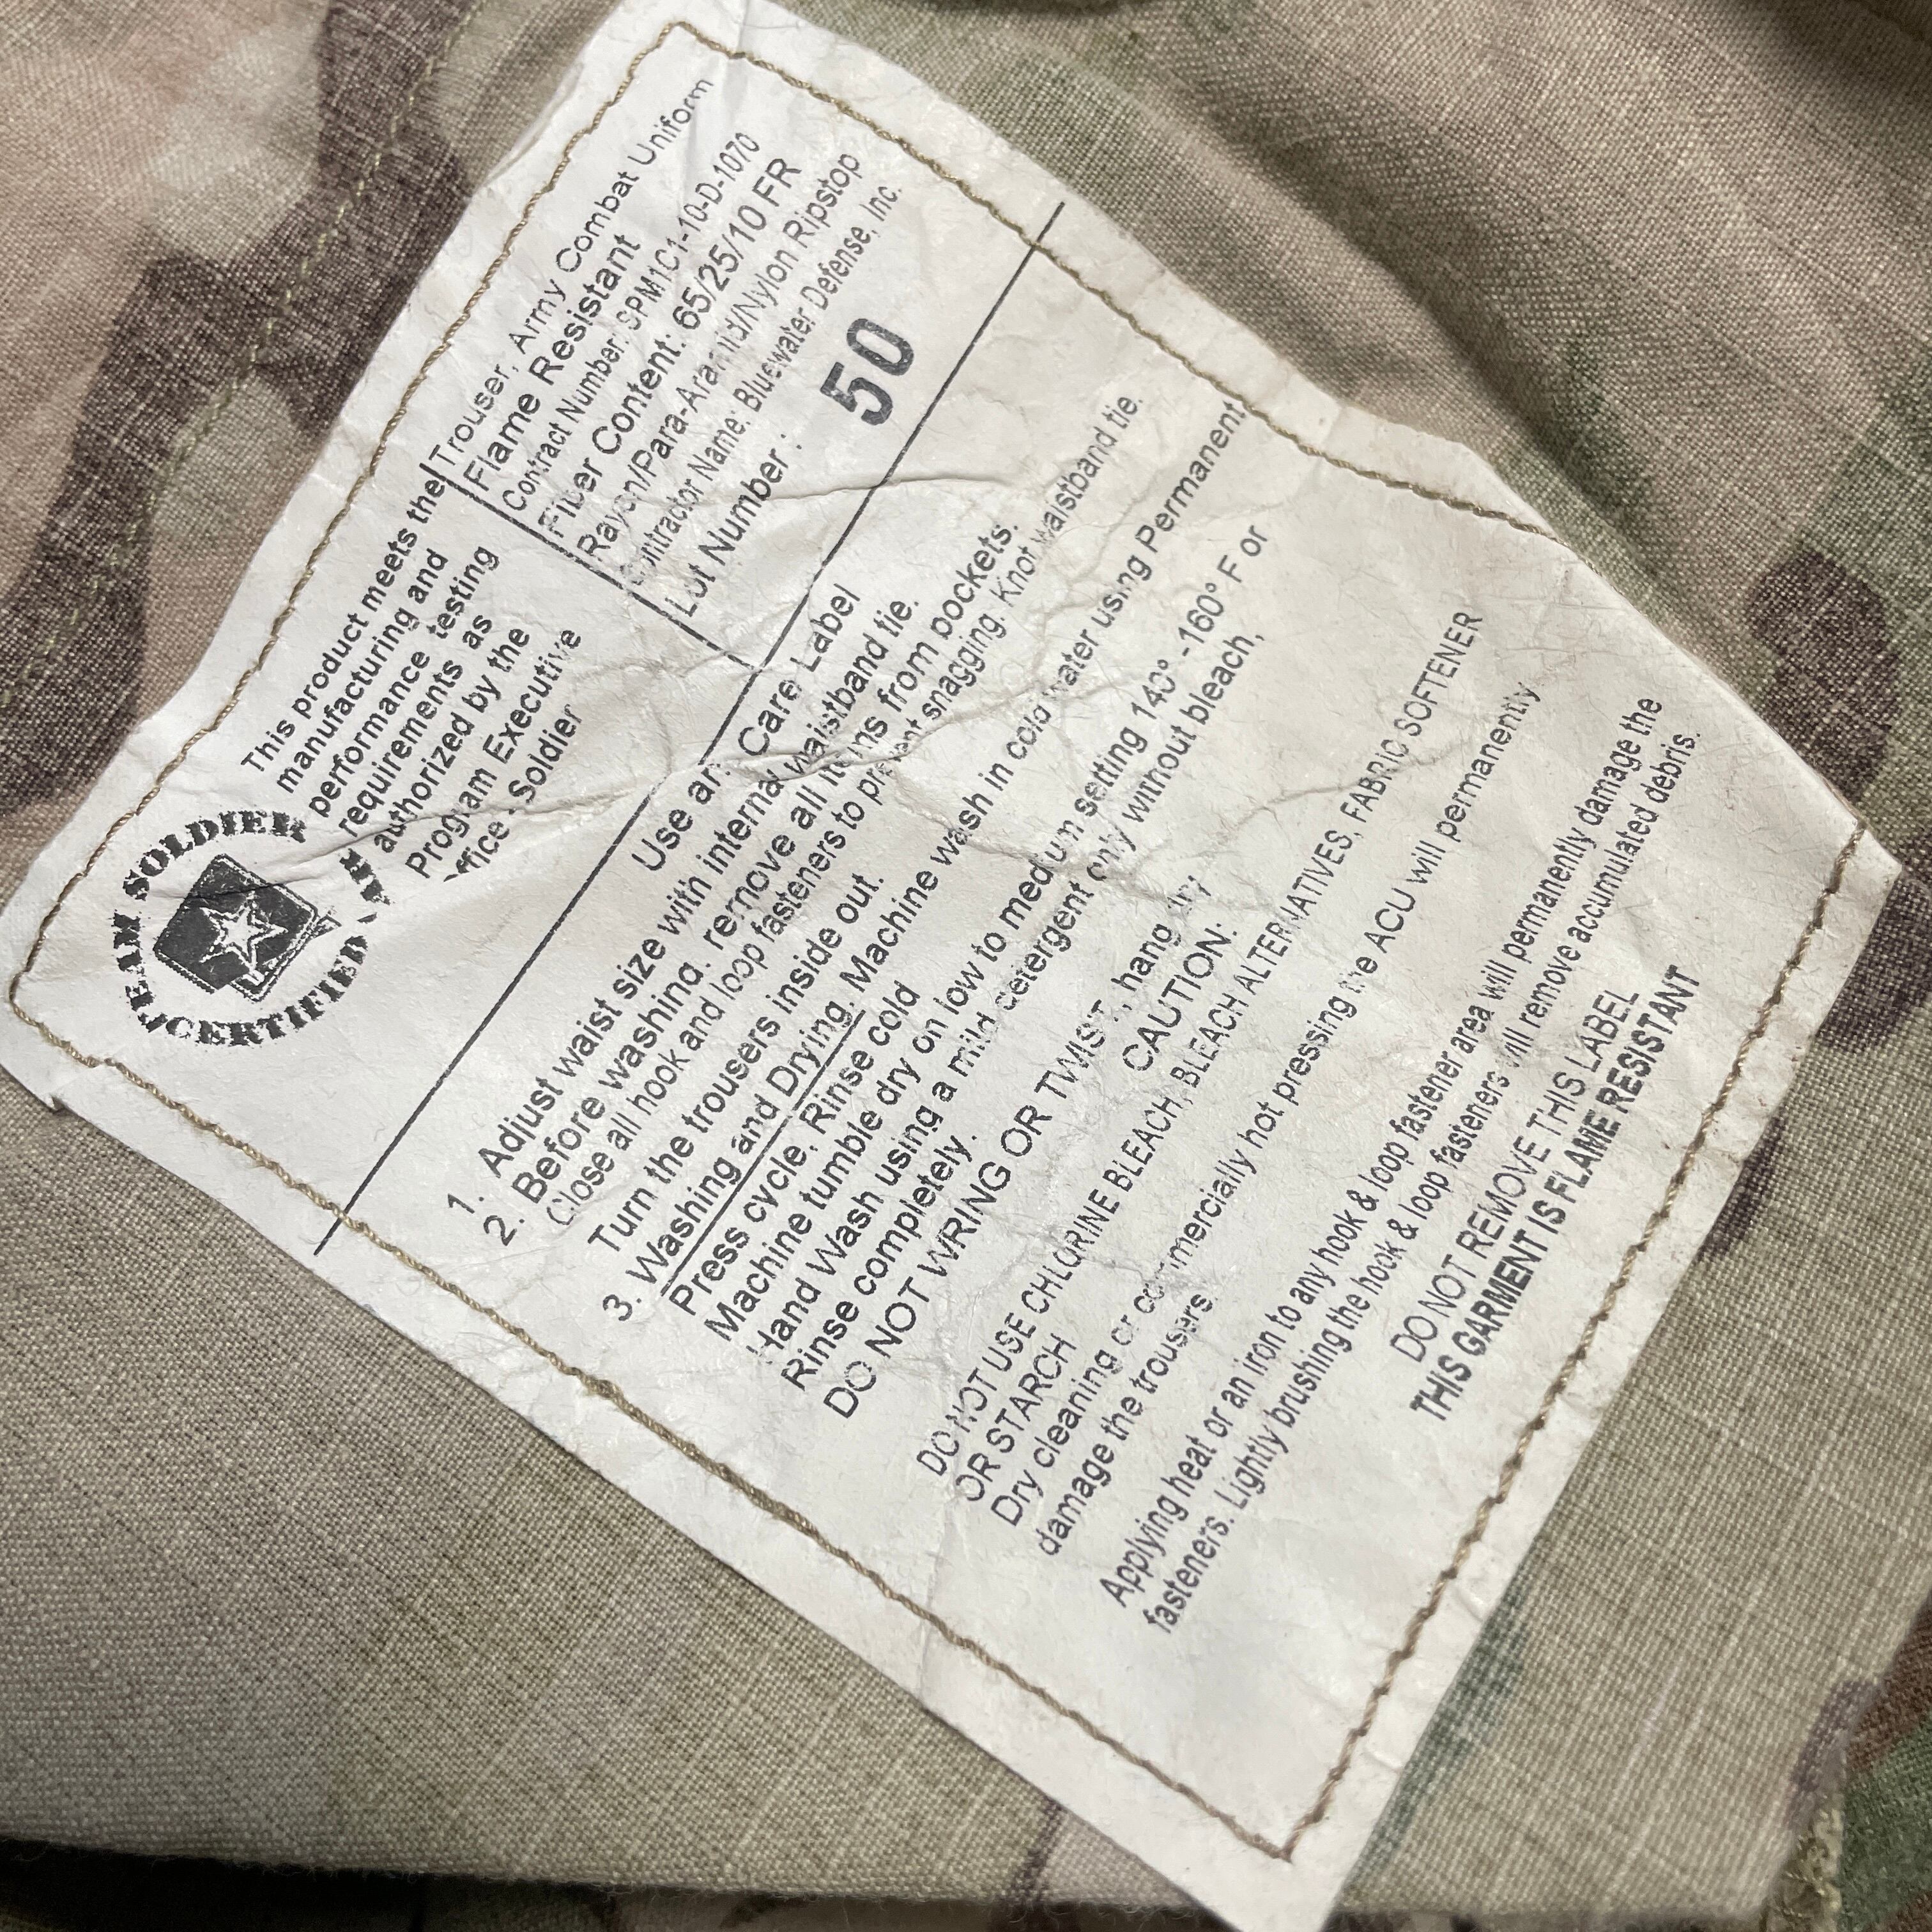 TEAM SOLDIER
CERTIFIED
This product meets the
manufacturing and
performance testing
requirements as
authorized by the
Program Executive
Office - Soldier
Trouser, Army Combat Uniform
Flame Resistant
Contract Number: SPM1C1-10-D-1070
Fiber Content: 65/25/10 FR
Rayon/Para-Aramid/Nylon Ripstop
Contractor Name: Bluewater Defense, Inc.
Lot Number : 50
Use and Care Label
1. Adjust waist size with internal waistband tie.
2. Before washing. remove all items from pockets.
Close all hook and loop fasteners to prevent snagging. Knot waistband tie.
Turn the trousers inside out.
3. Washing and Drying. Machine wash in cold water using Permanent
Press cycle. Rinse cold
Machine tumble dry on low to medium setting 140° -160° F or
Hand Wash using a mild detergent only without bleach,
Rinse completely.
DO NOT WRING OR TWIST, hang dry
CAUTION:
DO NOT USE CHLORINE BLEACH, BLEACH ALTERNATIVES, FABRIC SOFTENER
OR STARCH
Dry cleaning or commercially hot pressing the ACU will permanently
damage the trousers.
Applying heat or an iron to any hook & loop fastener area will permanently damage the
fasteners. Lightly brushing the hook & loop fasteners will remove accumulated debris.
DO NOT REMOVE THIS LABEL
THIS GARMENT IS FLAME RESISTANT